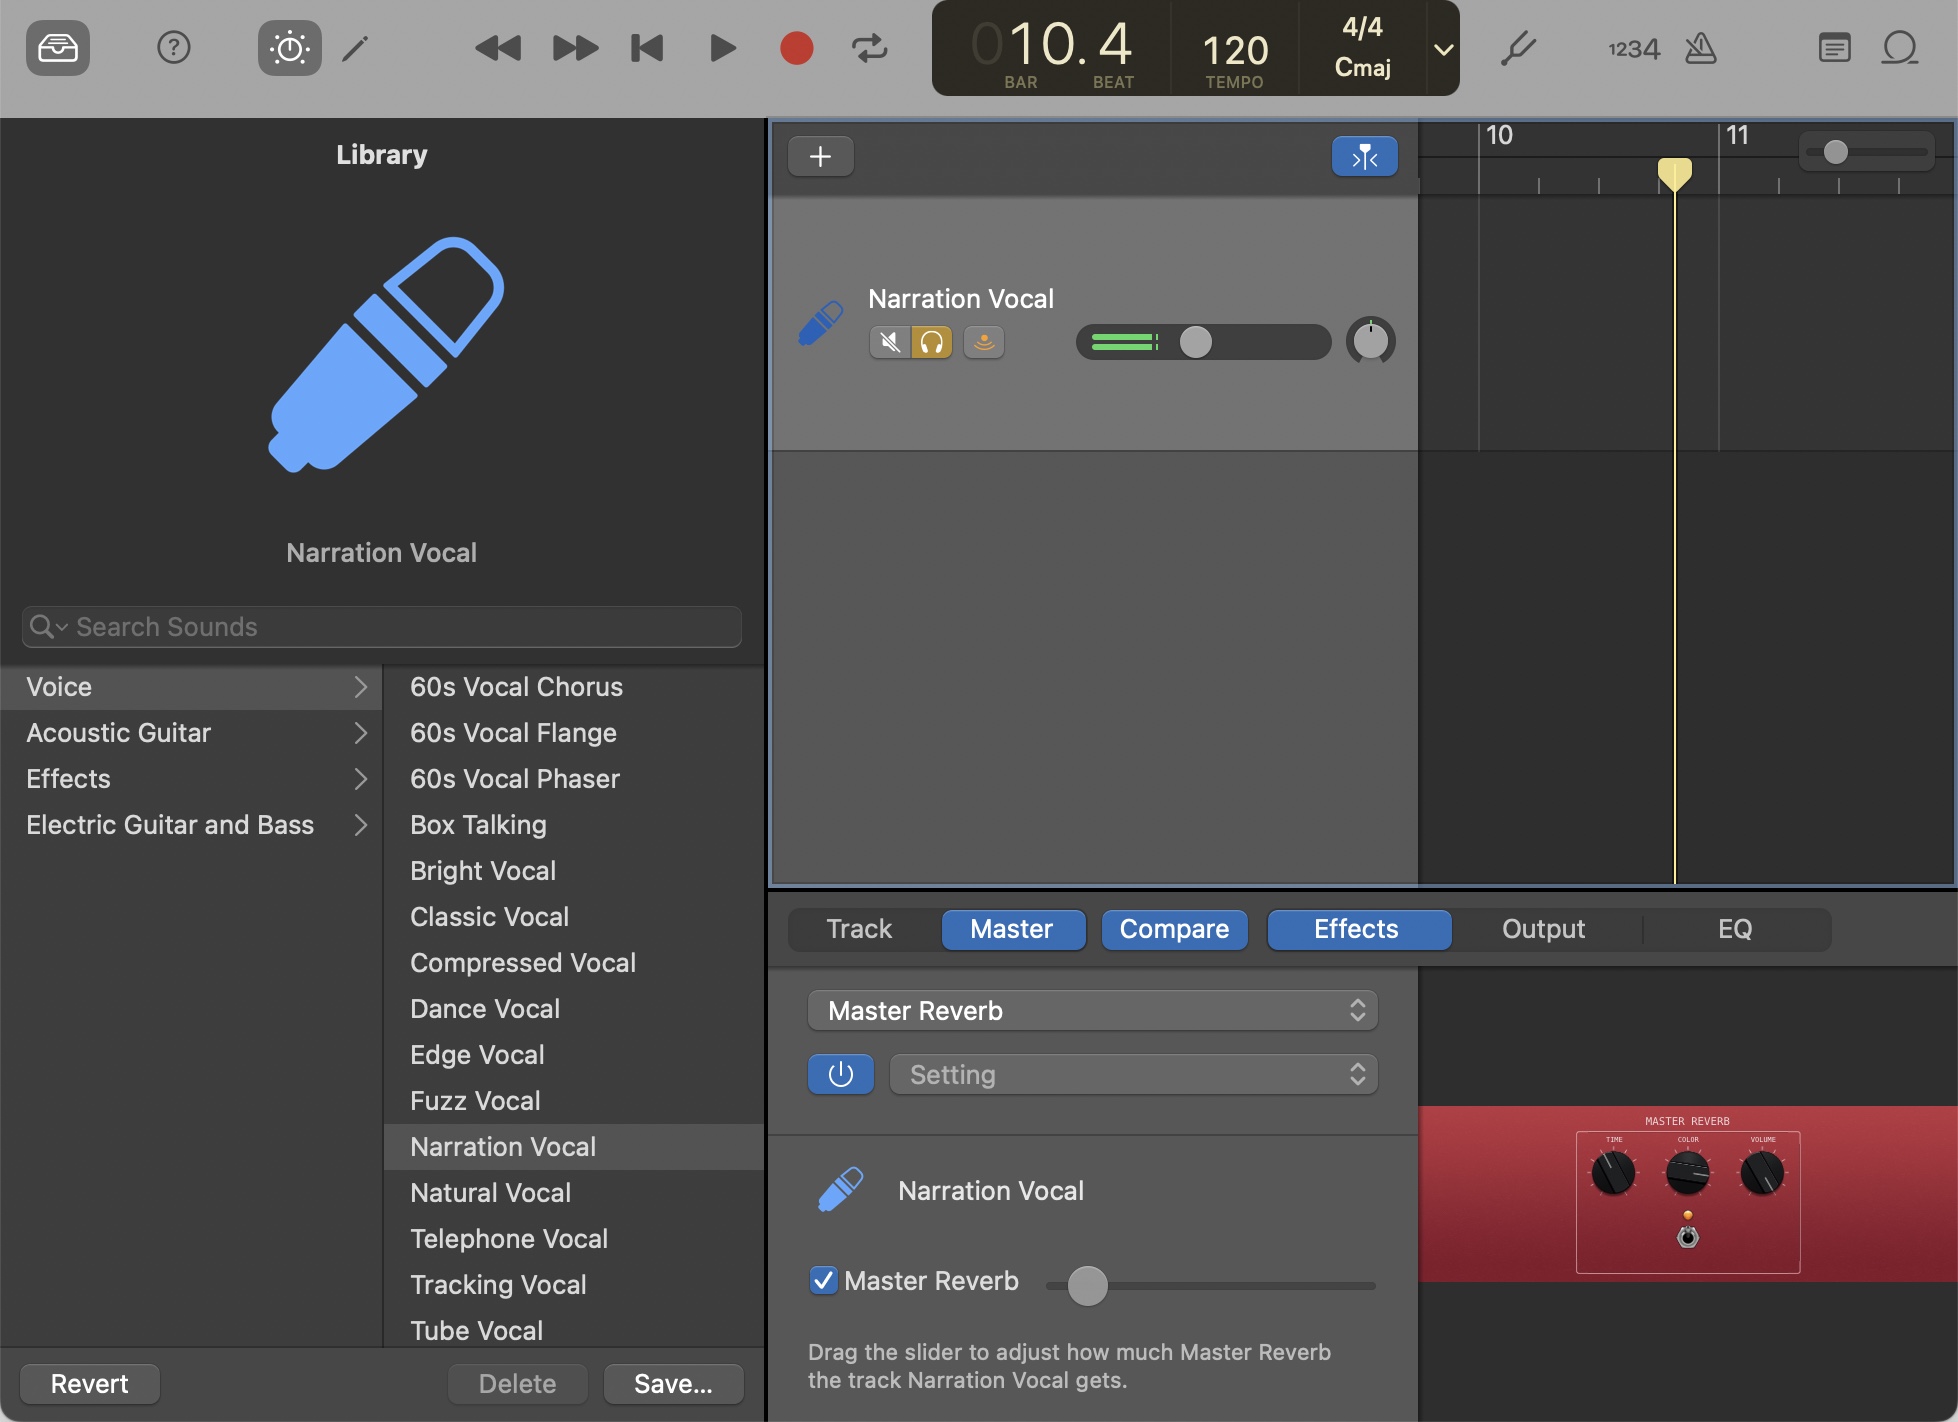 010.4
BAR
BEAT
120
TEMPO
4/4
Cmaj
1234
Library
Narration Vocal
Search Sounds
Voice
Acoustic Guitar
Effects
Electric Guitar and Bass
60s Vocal Chorus
60s Vocal Flange
60s Vocal Phaser
Box Talking
Bright Vocal
Classic Vocal
Compressed Vocal
Dance Vocal
Edge Vocal
Fuzz Vocal
Narration Vocal
Natural Vocal
Telephone Vocal
Tracking Vocal
Tube Vocal
Revert
Delete
Save...
10
11
Narration Vocal
Track
Master
Compare
Effects
Output
EQ
Master Reverb
Setting
Narration Vocal
Master Reverb
Drag the slider to adjust how much Master Reverb
the track Narration Vocal gets.
MASTER REVERB
TIME
COLOR
VOLUME